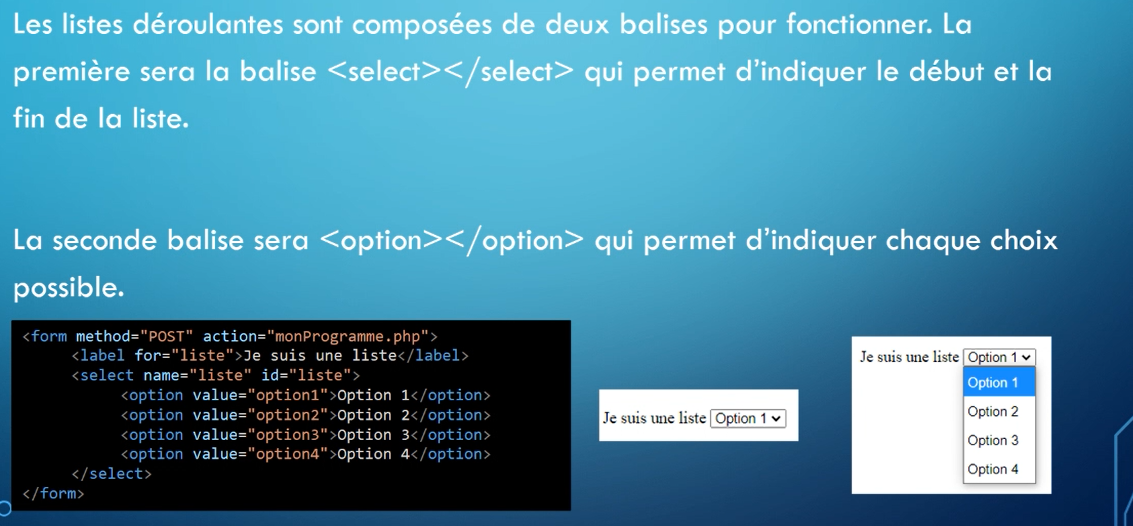 Les listes déroulantes sont composées de deux balises pour fonctionner. La
première sera la balise <select></select> qui permet d'indiquer le début et la
fin de la liste.
La seconde balise sera <option></option> qui permet d'indiquer chaque choix
possible.
<form method="POST" action="monProgramme.php">
<label for="liste">Je suis une liste</label>
<select name="liste" id="liste">
<option value="option1">Option 1</option>
<option value="option2">Option 2</option>
<option value="option3">Option 3</option>
<option value="option4">Option 4</option>
</select>
</form>
Je suis une liste Option 1
Je suis une liste Option 1
Option 1
Option 2
Option 3
Option 4